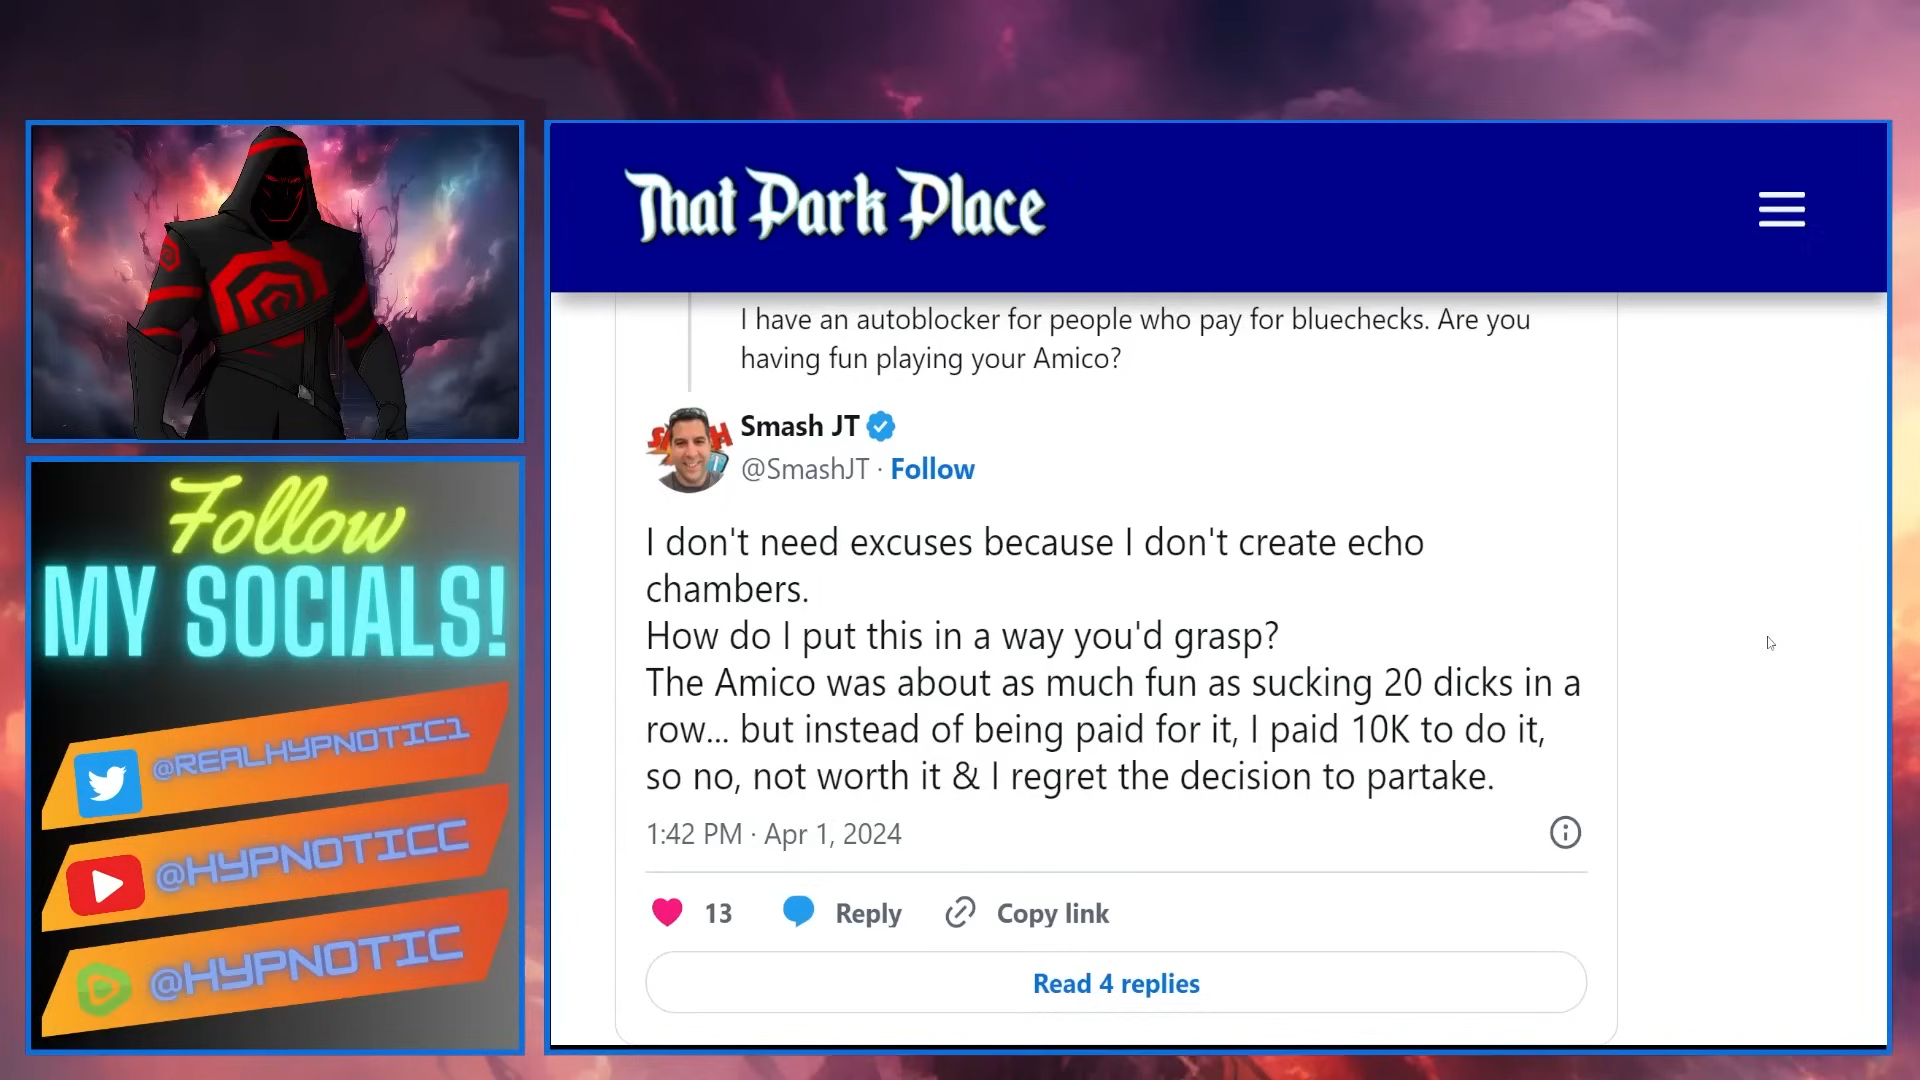 That Park Place
I have an autoblocker for people who pay for bluechecks. Are you
having fun playing your Amico?
Smash JT
@SmashJT · Follow
I don't need excuses because I don't create echo
chambers.
How do I put this in a way you'd grasp?
The Amico was about as much fun as sucking 20 dicks in a
row... but instead of being paid for it, I paid 10K to do it,
so no, not worth it & I regret the decision to partake.
1:42 PM · Apr 1, 2024
13 Reply Copy link
Read 4 replies
Follow
MY SOCIALS!
@REALHYPNOTIC1
@HYPNOTICC
@HYPNOTIC